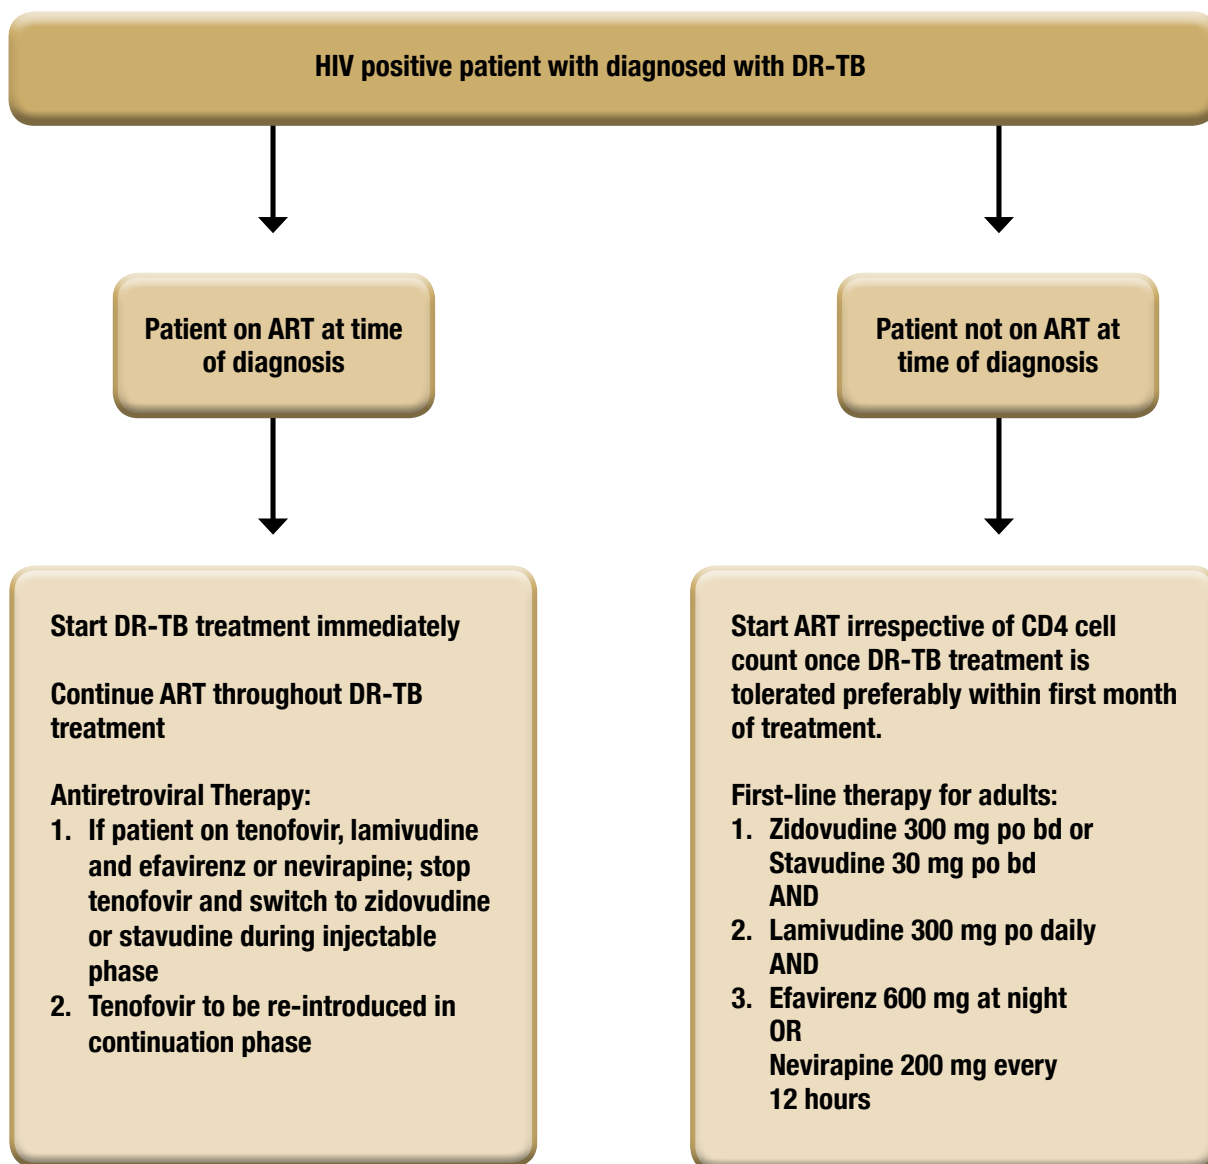 HIV positive patient with diagnosed with DR-TB
Patient on ART at time
of diagnosis
Start DR-TB treatment immediately
Continue ART throughout DR-TB
treatment
Antiretroviral Therapy:
1. If patient on tenofovir, lamivudine
and efavirenz or nevirapine; stop
tenofovir and switch to zidovudine
or stavudine during injectable
phase
2. Tenofovir to be re-introduced in
continuation phase
Patient not on ART at
time of diagnosis
Start ART irrespective of CD4 cell
count once DR-TB treatment is
tolerated preferably within first month
of treatment.
First-line therapy for adults:
1. Zidovudine 300 mg po bd or
Stavudine 30 mg po bd
AND
2. Lamivudine 300 mg po daily
AND
3. Efavirenz 600 mg at night
OR
Nevirapine 200 mg every
12 hours